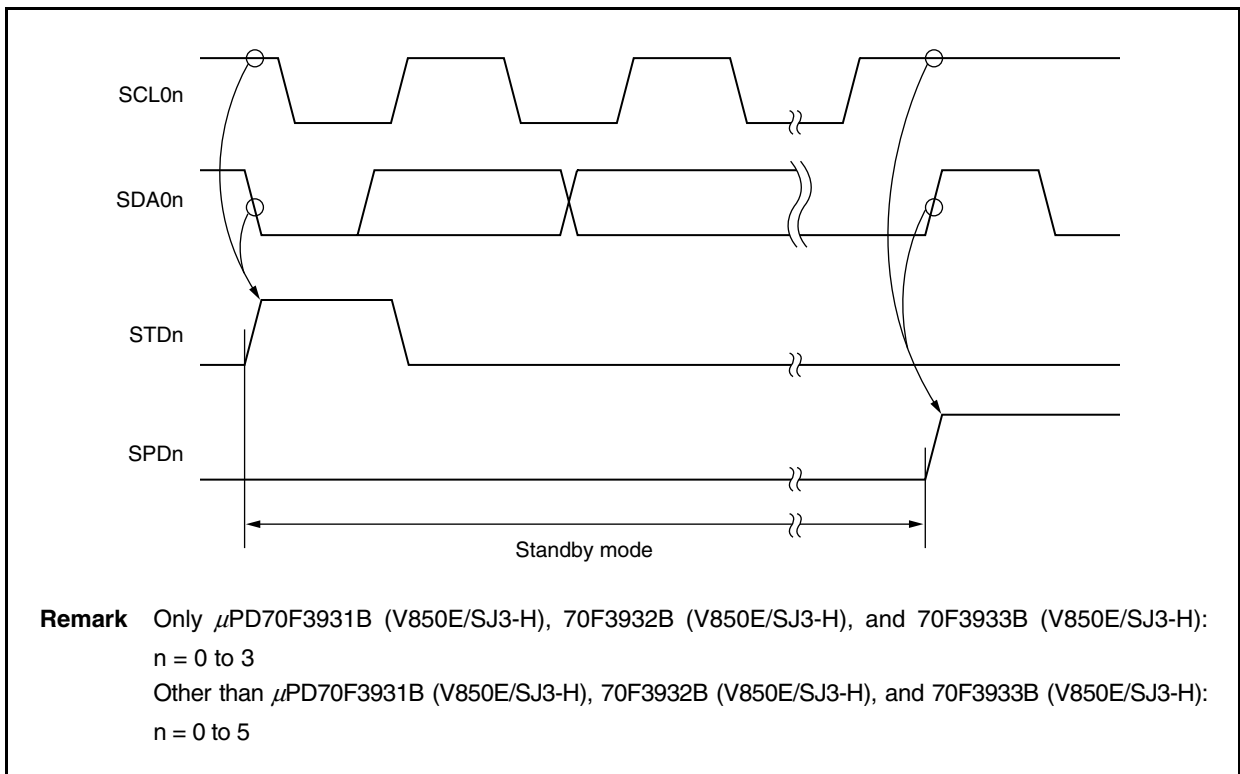 SCL0n
SDA0n
STDn
SPDn
Standby mode
Remark Only μPD70F3931B (V850E/SJ3-H), 70F3932B (V850E/SJ3-H), and 70F3933B (V850E/SJ3-H):
n = 0 to 3
Other than μPD70F3931B (V850E/SJ3-H), 70F3932B (V850E/SJ3-H), and 70F3933B (V850E/SJ3-H):
n = 0 to 5